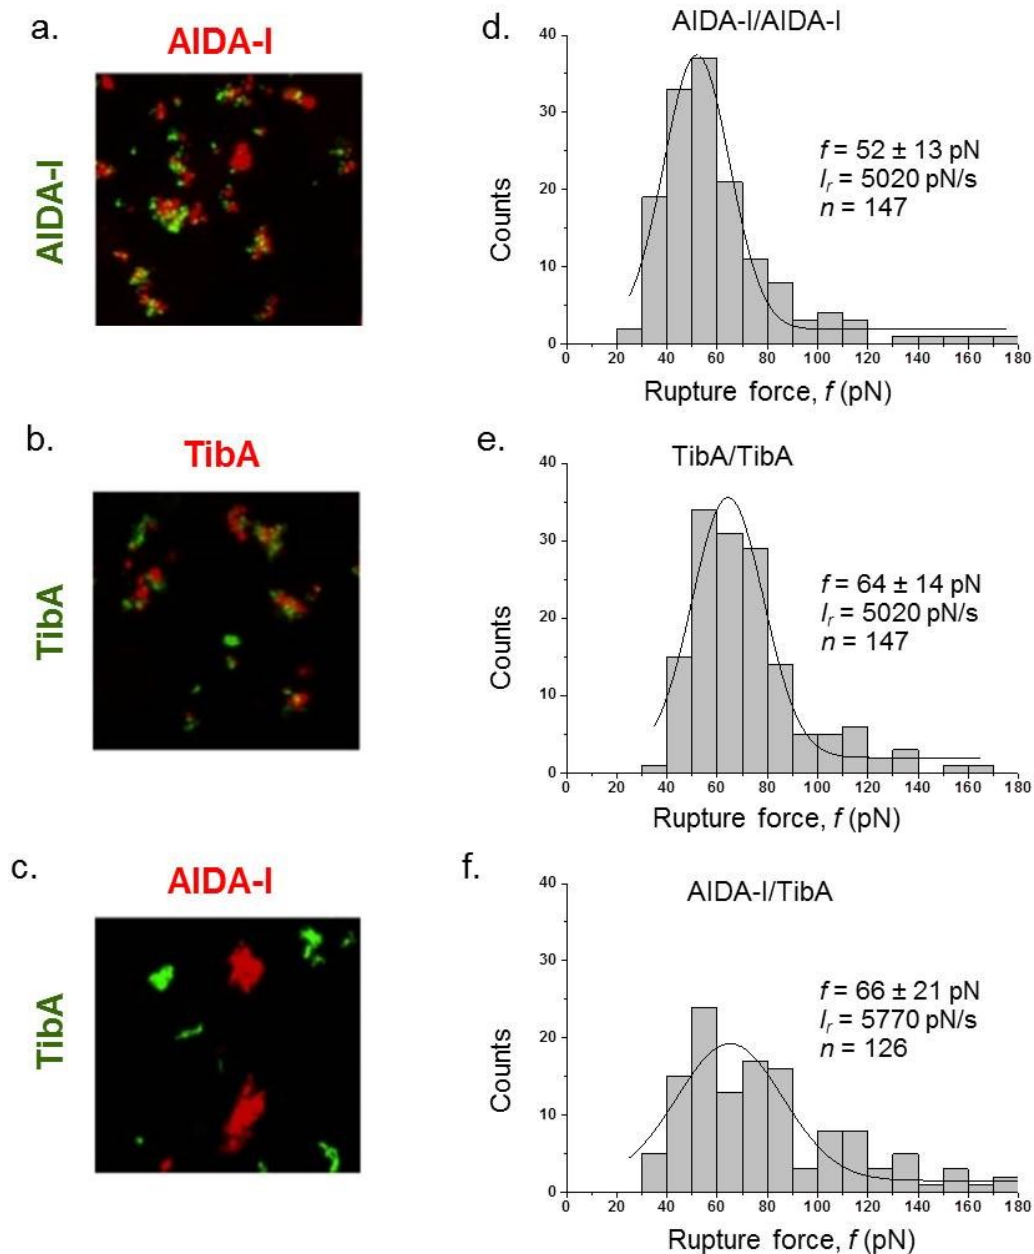 a.
AIDA-I
AIDA-I
d.
AIDA-I/AIDA-I
40
30
20
10
0
Counts
f = 52 ± 13 pN
lr = 5020 pN/s
n = 147
0 20 40 60 80 100 120 140 160 180
Rupture force, f (pN)
b.
TibA
TibA
e.
TibA/TibA
40
30
20
10
0
Counts
f = 64 ± 14 pN
lr = 5020 pN/s
n = 147
0 20 40 60 80 100 120 140 160 180
Rupture force, f (pN)
c.
AIDA-I
TibA
f.
AIDA-I/TibA
40
30
20
10
0
Counts
f = 66 ± 21 pN
lr = 5770 pN/s
n = 126
0 20 40 60 80 100 120 140 160 180
Rupture force, f (pN)